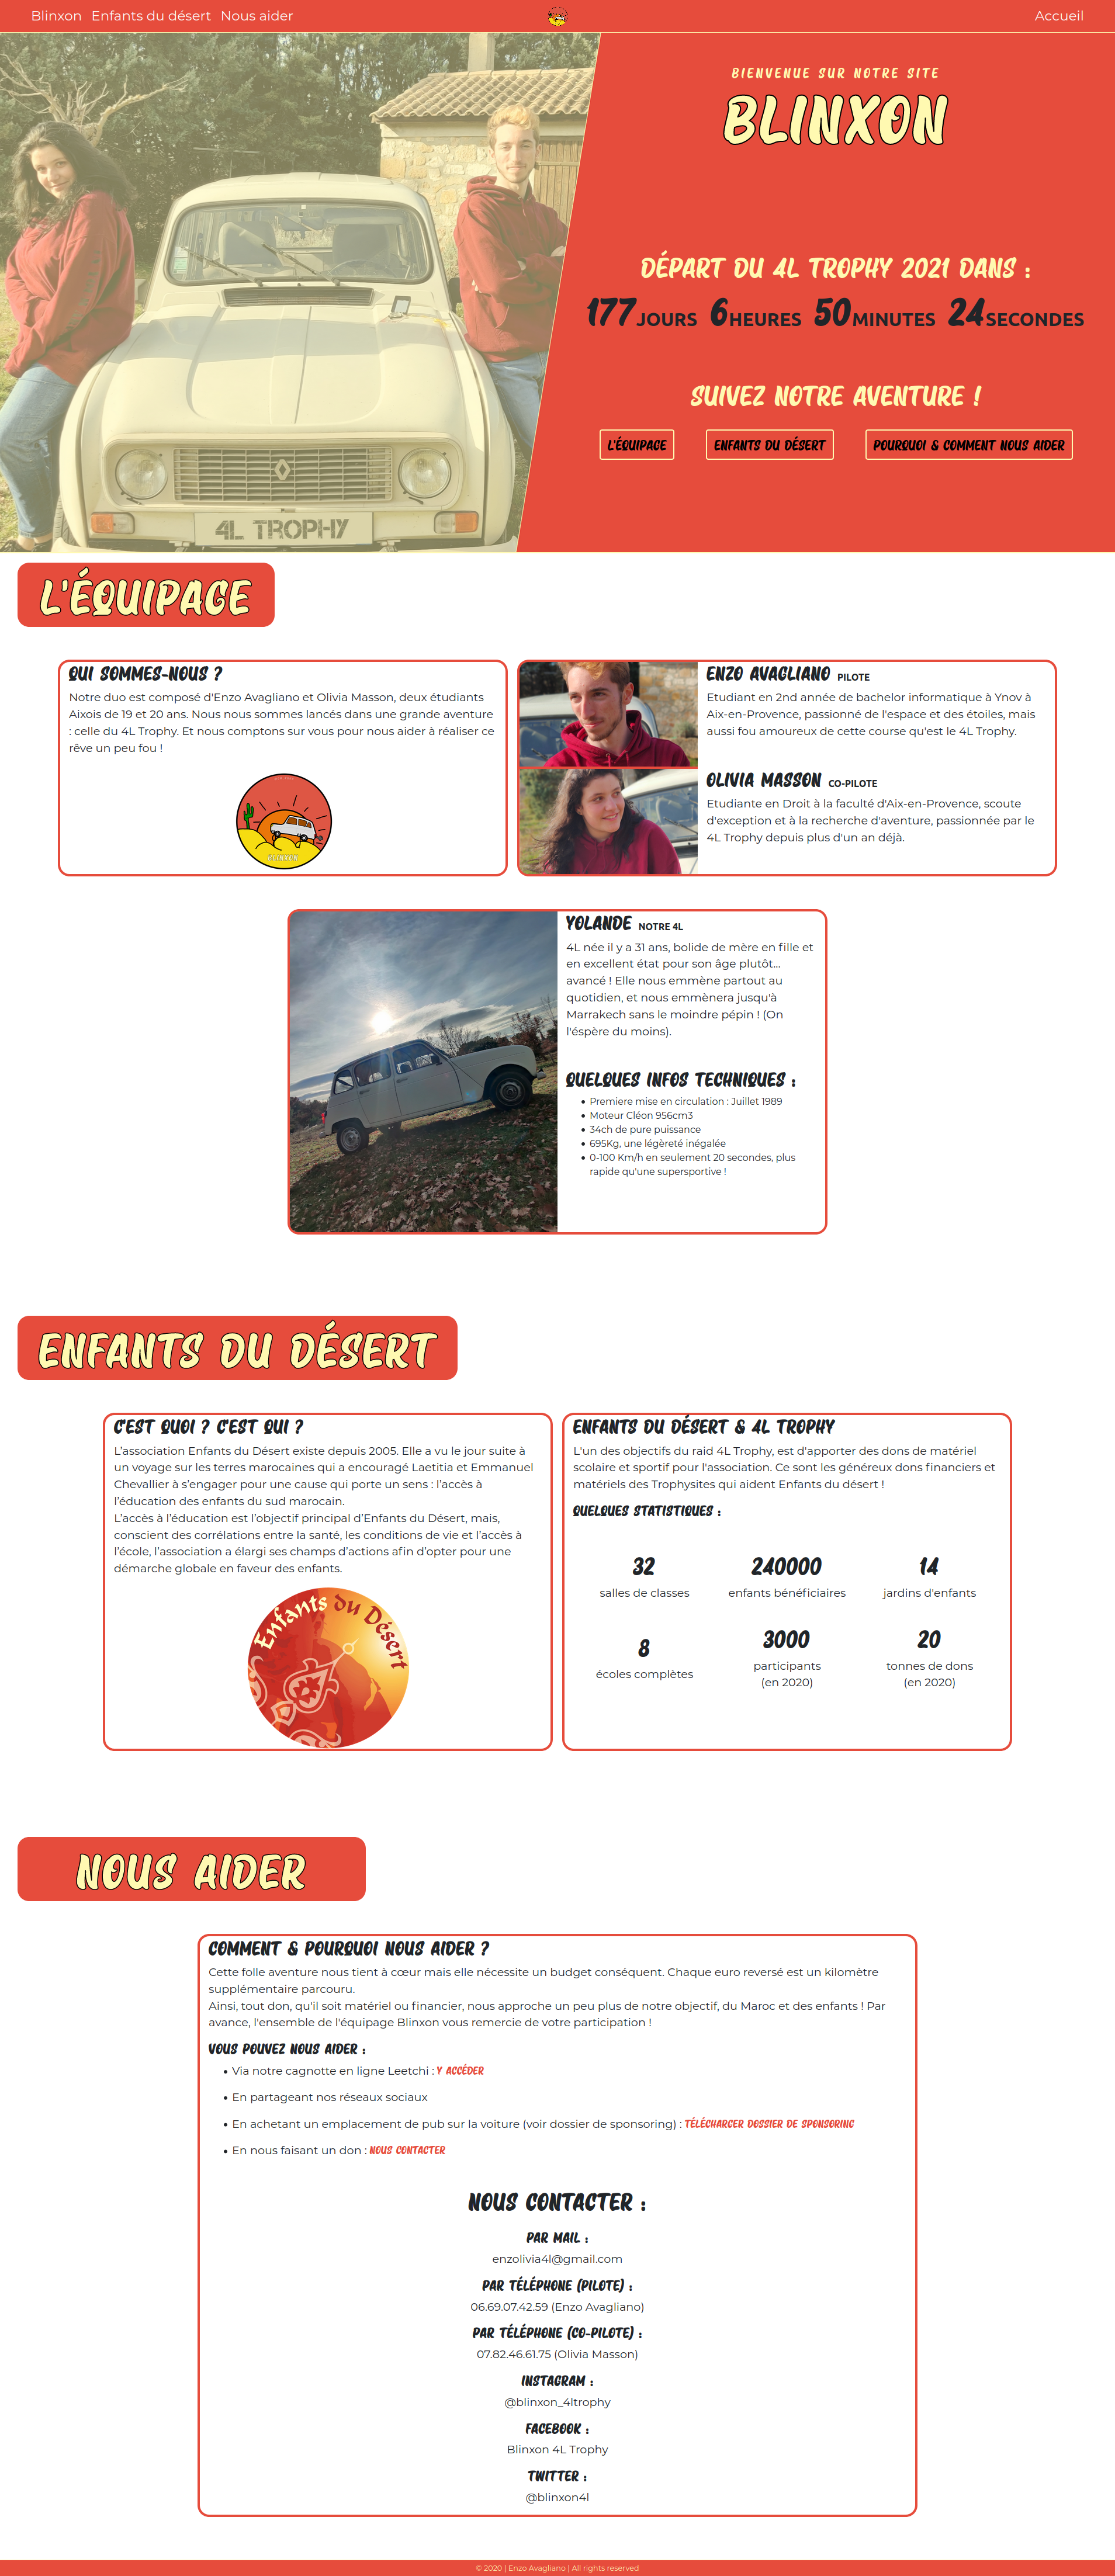 Blinxon Enfants du désert Nous aider Accueil
BIENVENUE SUR NOTRE SITE
BLINXON
DÉPART DU 4L TROPHY 2021 DANS :
177JOURS 6HEURES 50MINUTES 24SECONDES
SUIVEZ NOTRE AVENTURE !
L'ÉQUIPAGE ENFANTS DU DÉSERT POURQUOI & COMMENT NOUS AIDER
4L TROPHY
L'ÉQUIPAGE
QUI SOMMES-NOUS ?
Notre duo est composé d'Enzo Avagliano et Olivia Masson, deux étudiants
Aixois de 19 et 20 ans. Nous nous sommes lancés dans une grande aventure
: celle du 4L Trophy. Et nous comptons sur vous pour nous aider à réaliser ce
rêve un peu fou !
BLINXON
ENZO AVAGLIANO PILOTE
Etudiant en 2nd année de bachelor informatique à Ynov à
Aix-en-Provence, passionné de l'espace et des étoiles, mais
aussi fou amoureux de cette course qu'est le 4L Trophy.
OLIVIA MASSON CO-PILOTE
Etudiante en Droit à la faculté d'Aix-en-Provence, scoute
d'exception et à la recherche d'aventure, passionnée par le
4L Trophy depuis plus d'un an déjà.
YOLANDE NOTRE 4L
4L née il y a 31 ans, bolide de mère en fille et
en excellent état pour son âge plutôt...
avancé ! Elle nous emmène partout au
quotidien, et nous emmènera jusqu'à
Marrakech sans le moindre pépin ! (On
l'éspère du moins).
QUELQUES INFOS TECHNIQUES :
• Premiere mise en circulation : Juillet 1989
• Moteur Cléon 956cm3
• 34ch de pure puissance
• 695Kg, une légèreté inégalée
• 0-100 Km/h en seulement 20 secondes, plus
rapide qu'une supersportive !
ENFANTS DU DÉSERT
C'EST QUOI ? C'EST QUI ?
L’association Enfants du Désert existe depuis 2005. Elle a vu le jour suite à
un voyage sur les terres marocaines qui a encouragé Laetitia et Emmanuel
Chevallier à s’engager pour une cause qui porte un sens : l’accès à
l’éducation des enfants du sud marocain.
L’accès à l’éducation est l’objectif principal d’Enfants du Désert, mais,
conscient des corrélations entre la santé, les conditions de vie et l’accès à
l’école, l’association a élargi ses champs d’actions afin d’opter pour une
démarche globale en faveur des enfants.
Enfants du Désert
ENFANTS DU DÉSERT & 4L TROPHY
L'un des objectifs du raid 4L Trophy, est d'apporter des dons de matériel
scolaire et sportif pour l'association. Ce sont les généreux dons financiers et
matériels des Trophysites qui aident Enfants du désert !
QUELQUES STATISTIQUES :
32 240000 14
salles de classes enfants bénéficiaires jardins d'enfants
8 3000 20
écoles complètes participants tonnes de dons
(en 2020) (en 2020)
NOUS AIDER
COMMENT & POURQUOI NOUS AIDER ?
Cette folle aventure nous tient à cœur mais elle nécessite un budget conséquent. Chaque euro reversé est un kilomètre
supplémentaire parcouru.
Ainsi, tout don, qu'il soit matériel ou financier, nous approche un peu plus de notre objectif, du Maroc et des enfants ! Par
avance, l'ensemble de l'équipage Blinxon vous remercie de votre participation !
VOUS POUVEZ NOUS AIDER :
• Via notre cagnotte en ligne Leetchi : Y ACCÉDER
• En partageant nos réseaux sociaux
• En achetant un emplacement de pub sur la voiture (voir dossier de sponsoring) : TÉLÉCHARGER DOSSIER DE SPONSORING
• En nous faisant un don : NOUS CONTACTER
NOUS CONTACTER :
PAR MAIL :
enzolivia4l@gmail.com
PAR TÉLÉPHONE (PILOTE) :
06.69.07.42.59 (Enzo Avagliano)
PAR TÉLÉPHONE (CO-PILOTE) :
07.82.46.61.75 (Olivia Masson)
INSTAGRAM :
@blinxon_4ltrophy
FACEBOOK :
Blinxon 4L Trophy
TWITTER :
@blinxon4l
© 2020 | Enzo Avagliano | All rights reserved